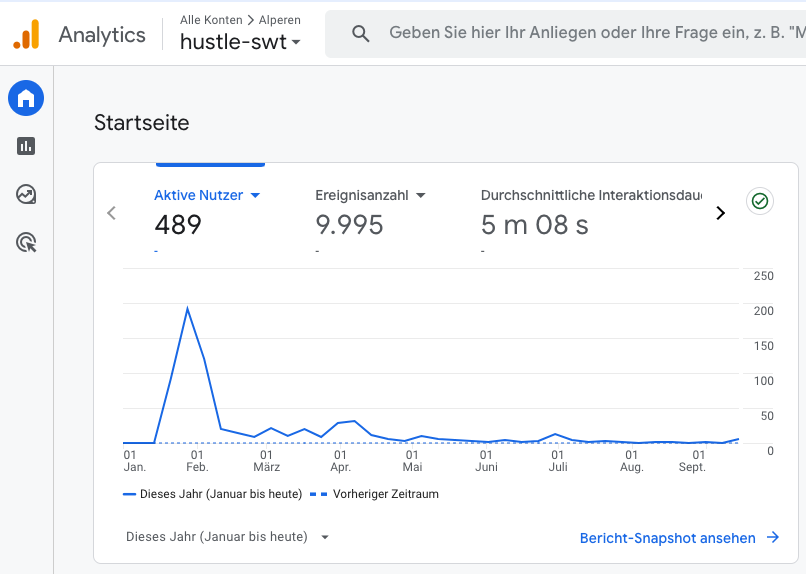 Analytics
Alle Konten > Alperen
hustle-swt
Geben Sie hier Ihr Anliegen oder Ihre Frage ein, z. B. "M
Startseite
Aktive Nutzer
489
-
Ereignisanzahl
9.995
-
Durchschnittliche Interaktionsdau
5 m 08 s
-
250
200
150
100
50
0
01 Jan.
01 Feb.
01 März
01 Apr.
01 Mai
01 Juni
01 Juli
01 Aug.
01 Sept.
Dieses Jahr (Januar bis heute)
Vorheriger Zeitraum
Dieses Jahr (Januar bis heute)
Bericht-Snapshot ansehen